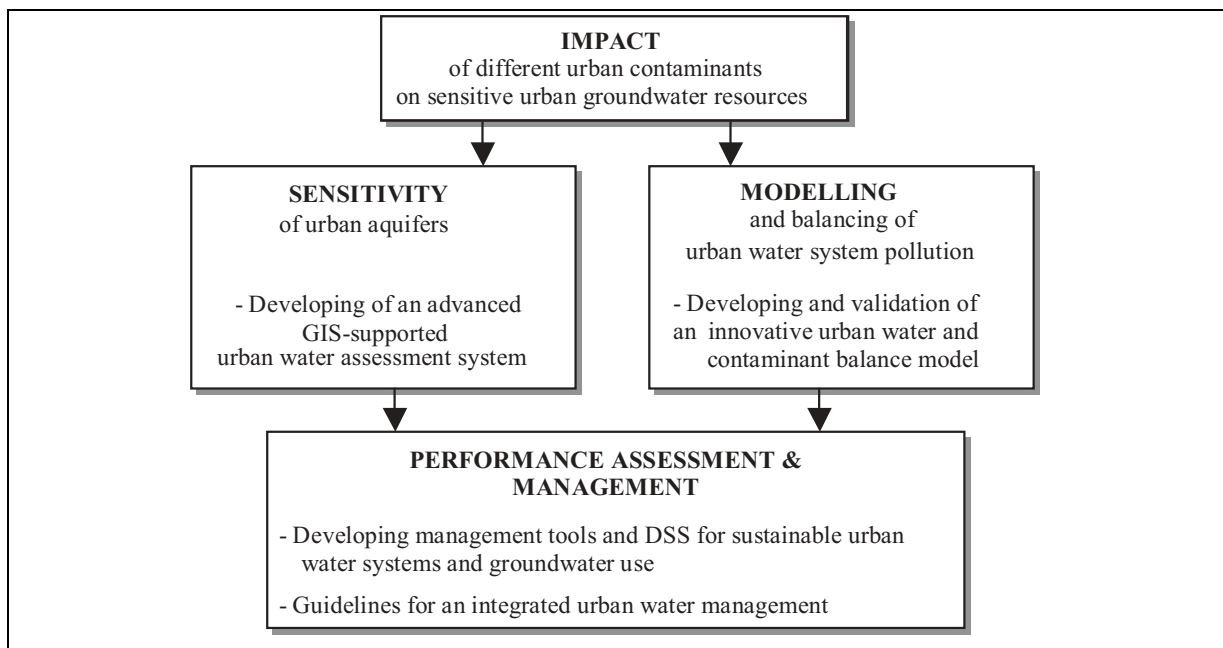 IMPACT
of different urban contaminants
on sensitive urban groundwater resources
SENSITIVITY
of urban aquifers
- Developing of an advanced
GIS-supported
urban water assessment system
MODELLING
and balancing of
urban water system pollution
- Developing and validation of
an innovative urban water and
contaminant balance model
PERFORMANCE ASSESSMENT &
MANAGEMENT
- Developing management tools and DSS for sustainable urban
water systems and groundwater use
- Guidelines for an integrated urban water management